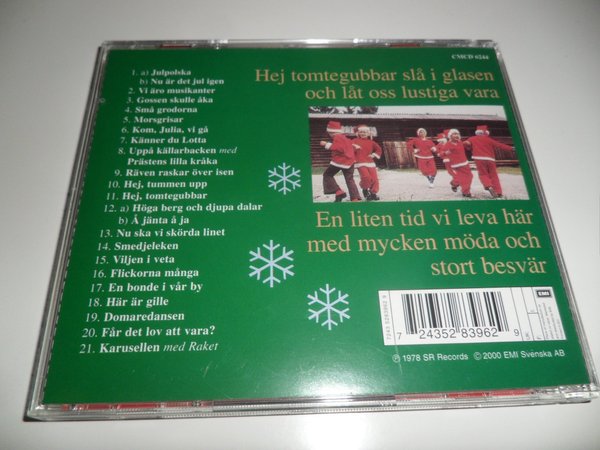 CMCD 6244
1. a) Julpolska
b) Nu är det jul igen
2. Vi äro musikanter
3. Gossen skulle åka
4. Små grodorna
5. Morsgrisar
6. Kom, Julia, vi gå
7. Känner du Lotta
8. Uppå källarbacken med
Prästens lilla kråka
9. Räven raskar över isen
10. Hej, tummen upp
11. Hej, tomtegubbar
12. a) Höga berg och djupa dalar
b) Å jänta å ja
13. Nu ska vi skörda linet
14. Smedjeleken
15. Viljen i veta
16. Flickorna många
17. En bonde i vår by
18. Här är gille
19. Domaredansen
20. Får det lov att vara?
21. Karusellen med Raket
Hej tomtegubbar slå i glasen
och låt oss lustiga vara
En liten tid vi leva här
med mycken möda och
stort besvär
7243 5283962 9
EMI
7 24352 83962 9
℗ 1978 SR Records © 2000 EMI Svenska AB